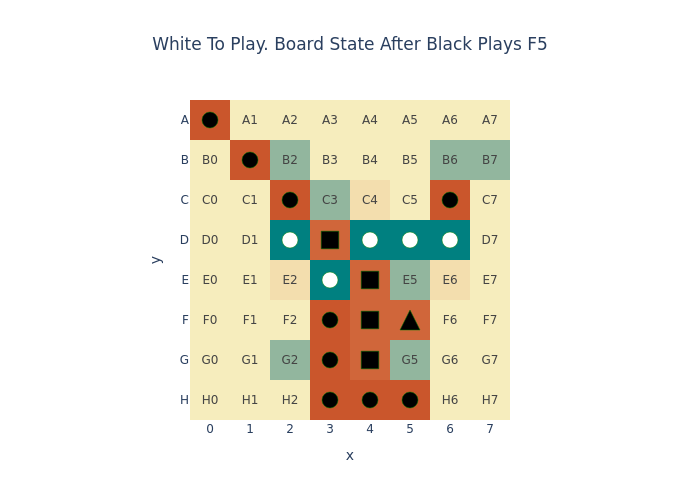 White To Play. Board State After Black Plays F5
A A1 A2 A3 A4 A5 A6 A7
B B0 B2 B3 B4 B5 B6 B7
C C0 C1 C3 C4 C5 C7
D D0 D1 D7
E E0 E1 E2 E5 E6 E7
F F0 F1 F2 F6 F7
G G0 G1 G2 G5 G6 G7
H H0 H1 H2 H6 H7
0 1 2 3 4 5 6 7
x
y